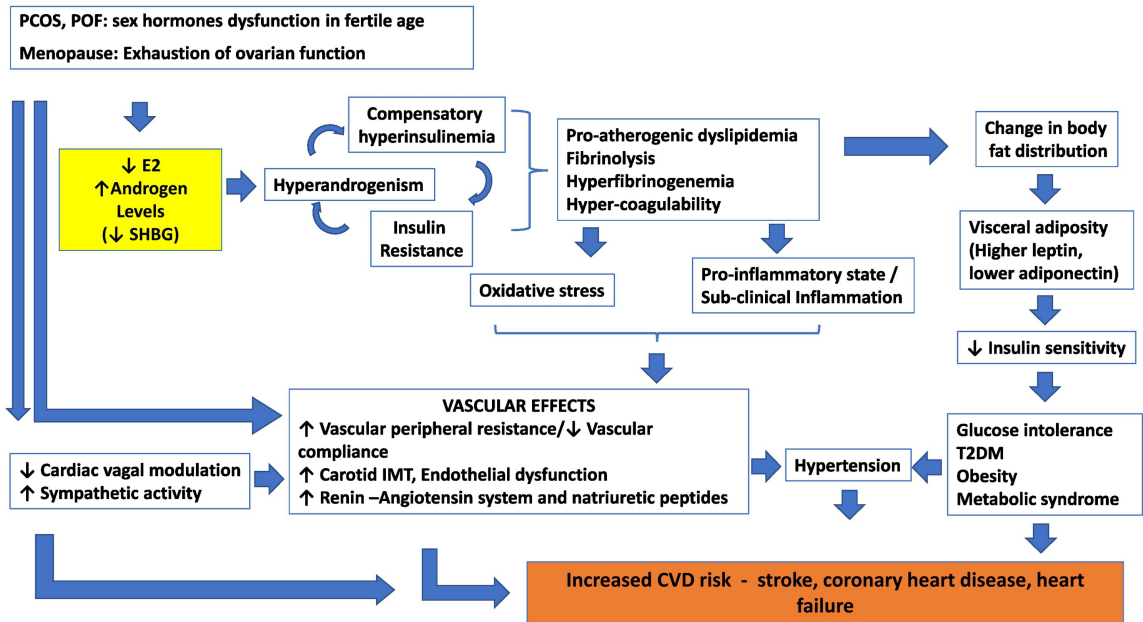 PCOS, POF: sex hormones dysfunction in fertile age
Menopause: Exhaustion of ovarian function
↓ E2
↑Androgen
Levels
(↓ SHBG)
Hyperandrogenism
Compensatory
hyperinsulinemia
Insulin
Resistance
Pro-atherogenic dyslipidemia
Fibrinolysis
Hyperfibrinogenemia
Hyper-coagulability
Oxidative stress
Pro-inflammatory state /
Sub-clinical Inflammation
Change in body
fat distribution
Visceral adiposity
(Higher leptin,
lower adiponectin)
↓ Insulin sensitivity
Glucose intolerance
T2DM
Obesity
Metabolic syndrome
↓ Cardiac vagal modulation
↑ Sympathetic activity
VASCULAR EFFECTS
↑ Vascular peripheral resistance/↓ Vascular
compliance
↑ Carotid IMT, Endothelial dysfunction
↑ Renin –Angiotensin system and natriuretic peptides
Hypertension
Increased CVD risk - stroke, coronary heart disease, heart
failure